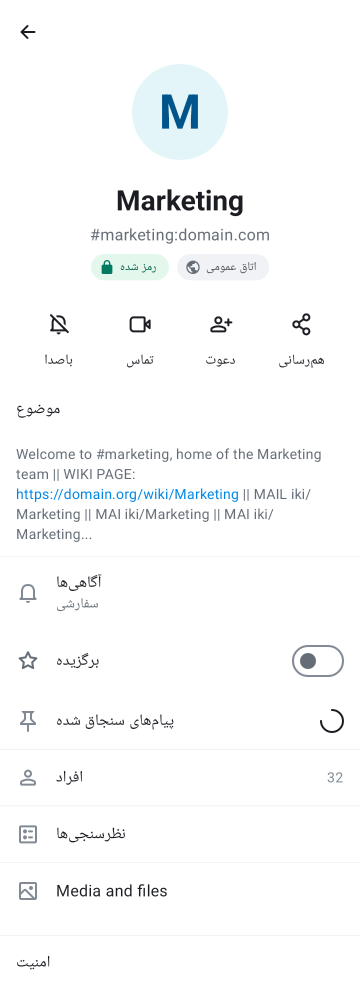 M
Marketing
#marketing:domain.com
رمز شده
اتاق عمومی
باصدا
تماس
دعوت
هم‌رسانی
موضوع
Welcome to #marketing, home of the Marketing
team || WIKI PAGE:
https://domain.org/wiki/Marketing || MAIL iki/
Marketing || MAI iki/Marketing || MAI iki/
Marketing...
آگاهی‌ها
سفارشی
برگزیده
پیام‌های سنجاق شده
افراد 32
نظرسنجی‌ها
Media and files
امنیت